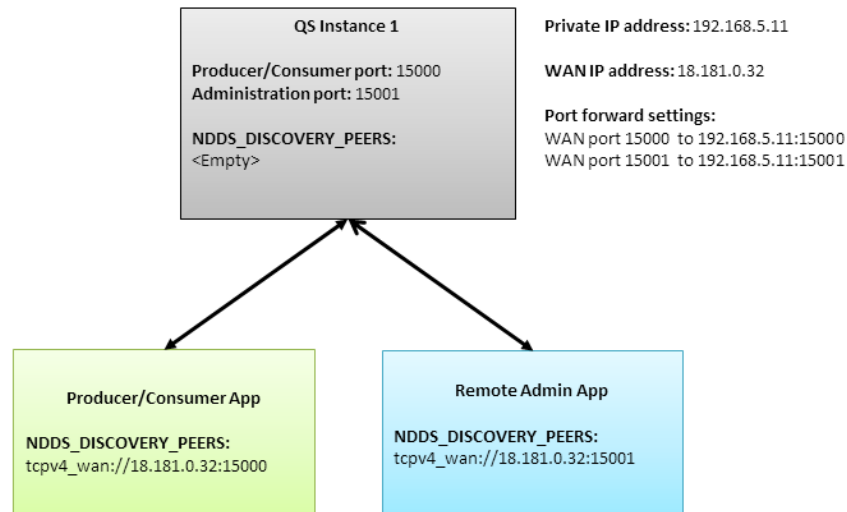 QS Instance 1
Producer/Consumer port: 15000
Administration port: 15001
NDDS_DISCOVERY_PEERS:
<Empty>
Private IP address: 192.168.5.11
WAN IP address: 18.181.0.32
Port forward settings:
WAN port 15000 to 192.168.5.11:15000
WAN port 15001 to 192.168.5.11:15001
Producer/Consumer App
NDDS_DISCOVERY_PEERS:
tcpv4_wan://18.181.0.32:15000
Remote Admin App
NDDS_DISCOVERY_PEERS:
tcpv4_wan://18.181.0.32:15001